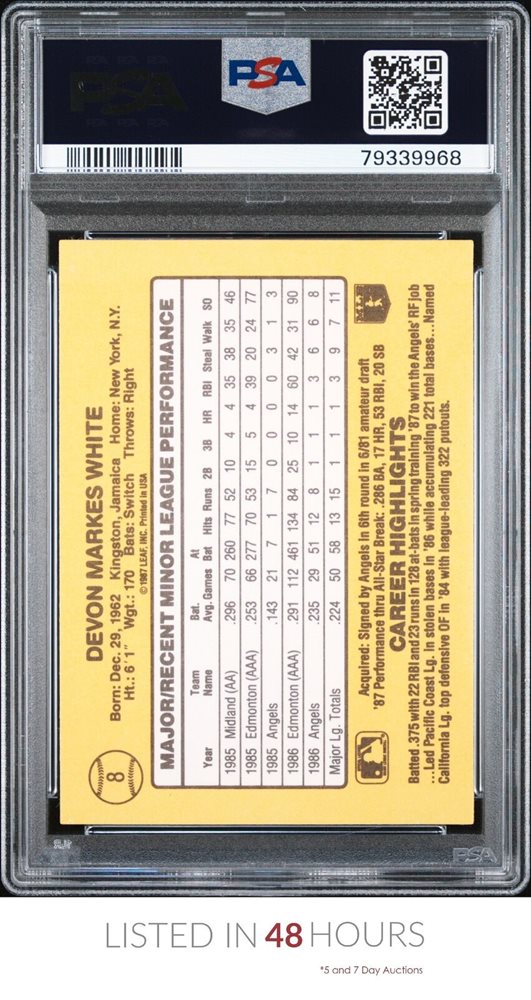 PSA
PSA
79339968
8
DEVON MARKES WHITE
Born: Dec. 29, 1962 Kingston, Jamaica Home: New York, N.Y.
Ht.: 6'1" Wgt.: 170 Bats: Switch Throws: Right
©1987 LEAF, INC. Printed in USA
MAJOR/RECENT MINOR LEAGUE PERFORMANCE
Team Bat. At
Year Name Avg. Games Bat Hits Runs 2B 3B HR RBI Steal Walk SO
1985 Midland (AA) .296 70 260 77 52 10 4 4 35 38 35 46
1985 Edmonton (AAA) .253 66 277 70 53 15 5 4 39 20 24 77
1985 Angels .143 21 7 1 7 0 0 0 0 3 1 3
1986 Edmonton (AAA) .291 112 461 134 84 25 10 14 60 42 31 90
1986 Angels .235 29 51 12 8 1 1 1 3 6 6 8
Major Lg. Totals .224 50 58 13 15 1 1 1 3 9 7 11
Acquired: Signed by Angels in 6th round in 6/81 amateur draft
'87 Performance thru All-Star Break: .286 BA, 17 HR, 53 RBI, 20 SB
CAREER HIGHLIGHTS
Batted .375 with 22 RBI and 23 runs in 128 at-bats in spring training '87 to win the Angels' RF job
...Led Pacific Coast Lg. in stolen bases in '86 while accumulating 221 total bases...Named
California Lg. top defensive OF in '84 with league-leading 322 putouts.
PSA
LISTED IN 48 HOURS
*5 and 7 Day Auctions